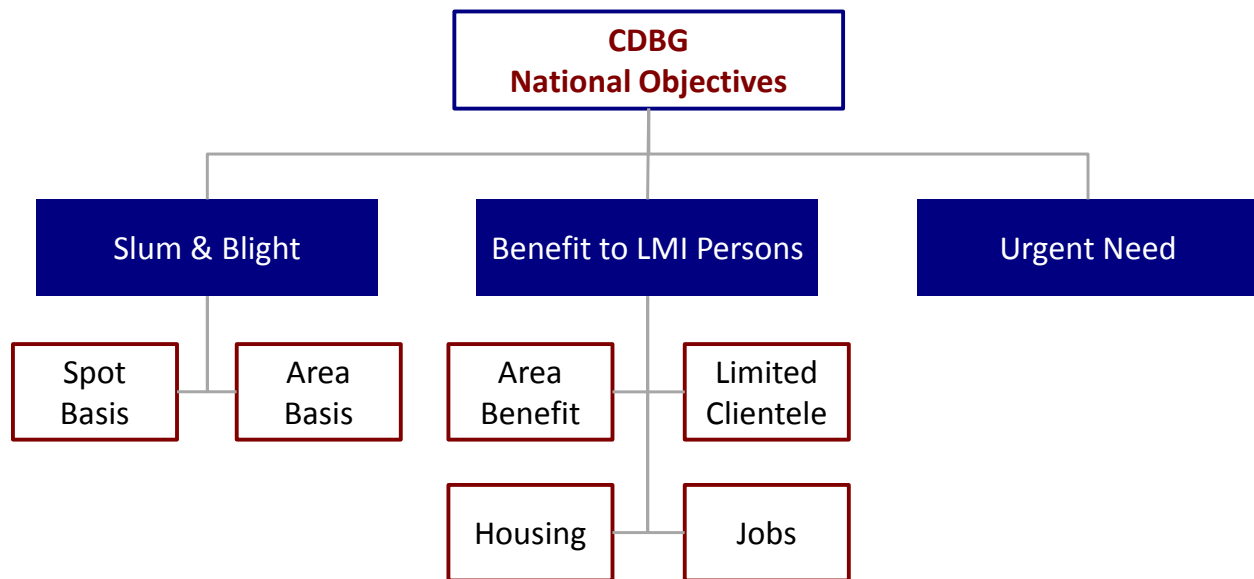 CDBG
National Objectives
Slum & Blight
Benefit to LMI Persons
Urgent Need
Spot
Basis
Area
Basis
Area
Benefit
Limited
Clientele
Housing
Jobs